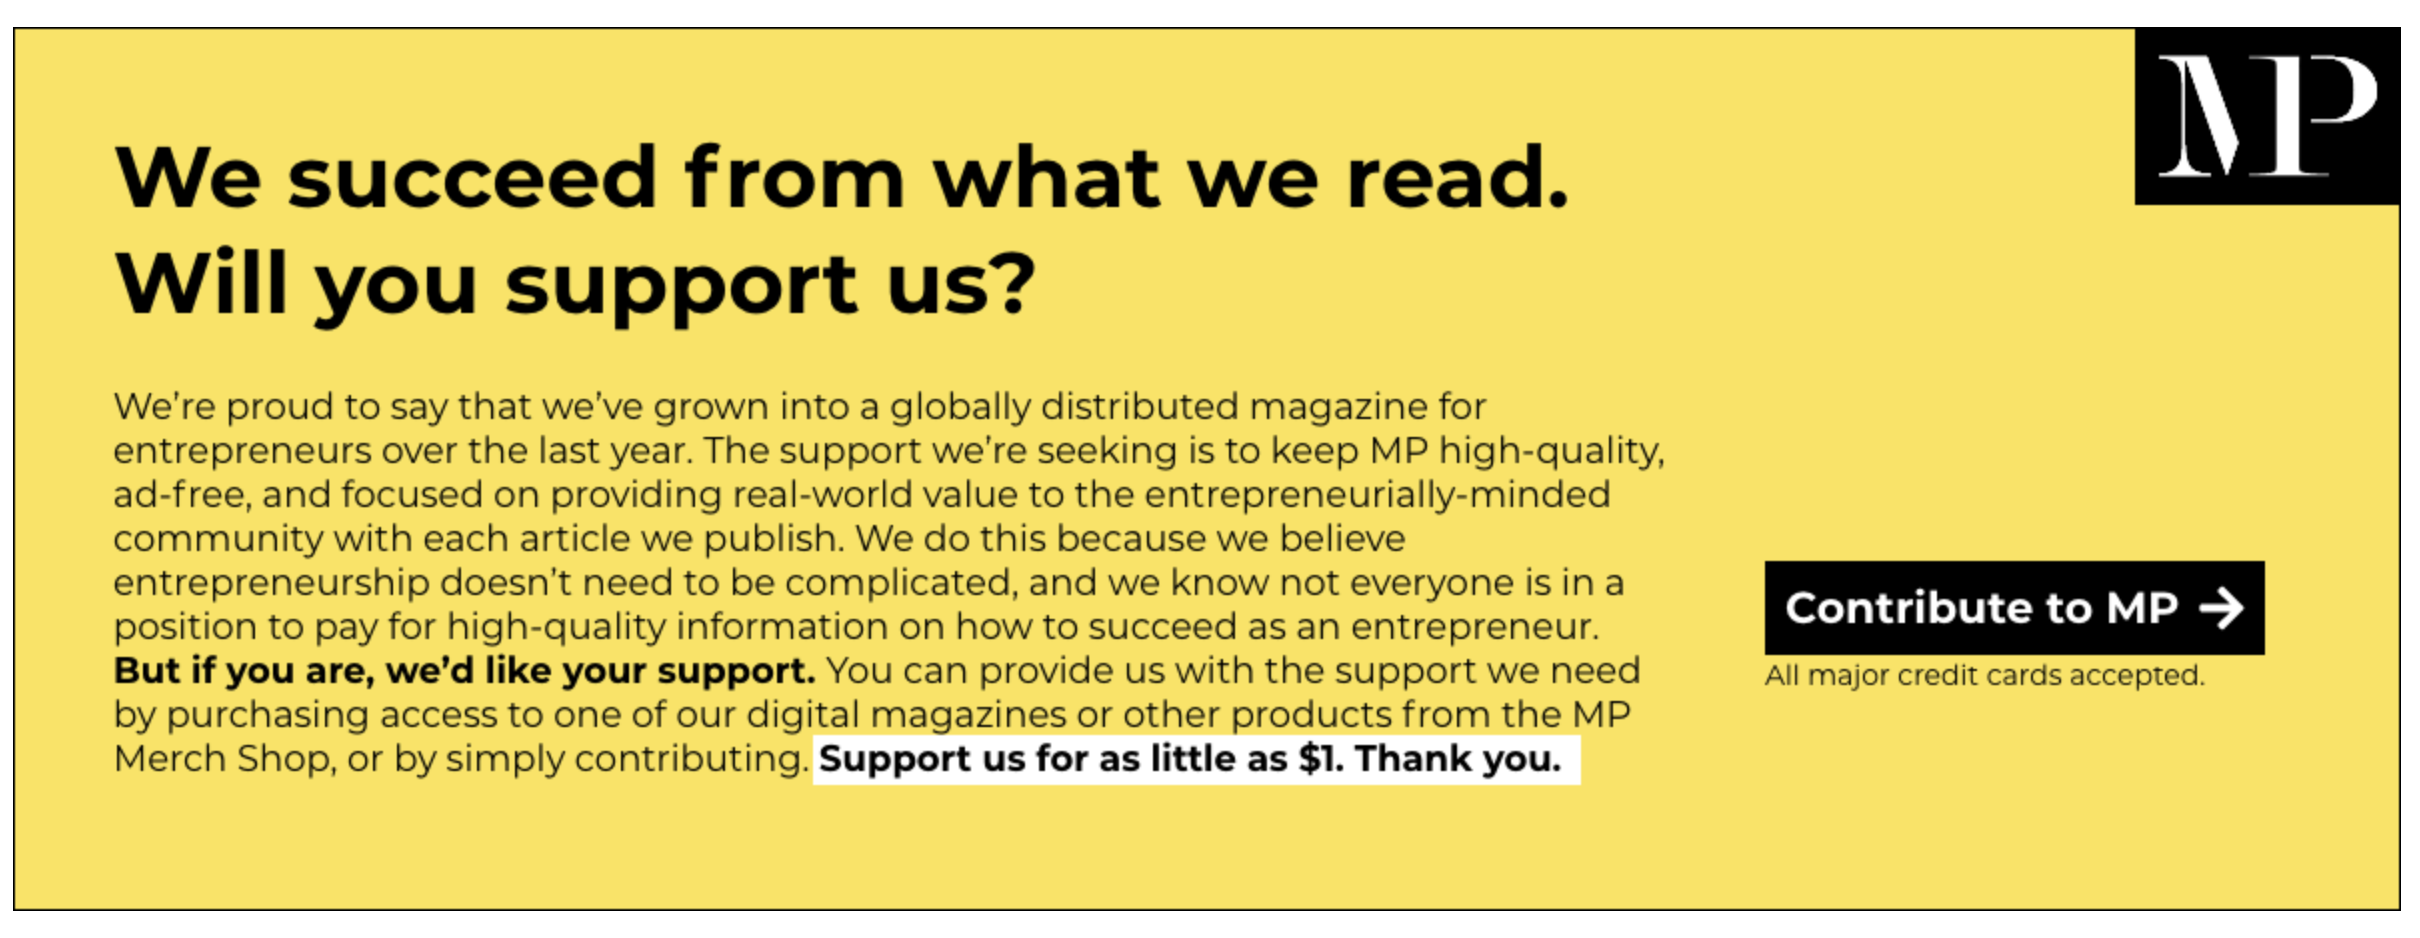 MP
We succeed from what we read.
Will you support us?
We’re proud to say that we’ve grown into a globally distributed magazine for
entrepreneurs over the last year. The support we’re seeking is to keep MP high-quality,
ad-free, and focused on providing real-world value to the entrepreneurially-minded
community with each article we publish. We do this because we believe
entrepreneurship doesn’t need to be complicated, and we know not everyone is in a
position to pay for high-quality information on how to succeed as an entrepreneur.
But if you are, we’d like your support. You can provide us with the support we need
by purchasing access to one of our digital magazines or other products from the MP
Merch Shop, or by simply contributing. Support us for as little as $1. Thank you.
Contribute to MP →
All major credit cards accepted.